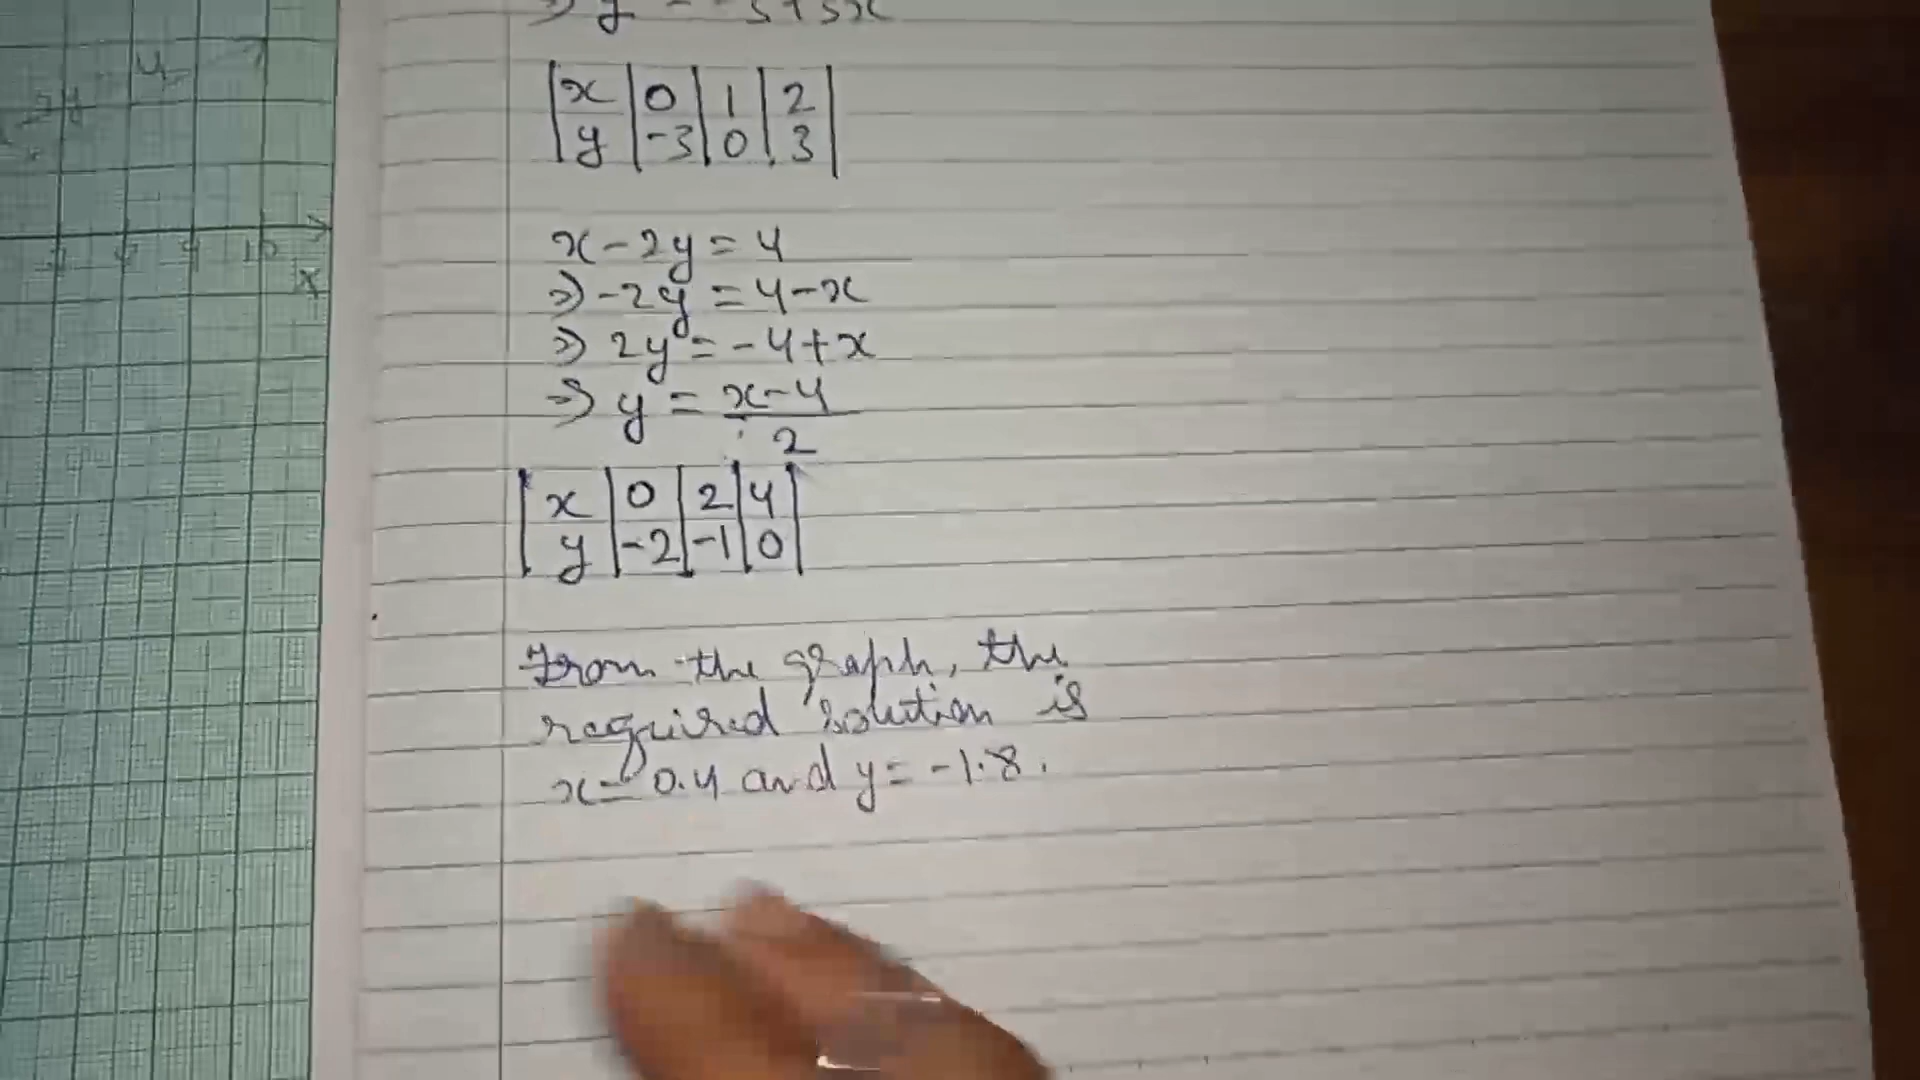 x | 0 | 1 | 2
y | -3 | 0 | 3
x - 2y = 4
⇒ -2y = 4 - x
⇒ 2y = -4 + x
⇒ y = x - 4
2
x | 0 | 2 | 4
y | -2 | -1 | 0
From the graph, the
required solution is
x = 0.4 and y = -1.8.
10
X